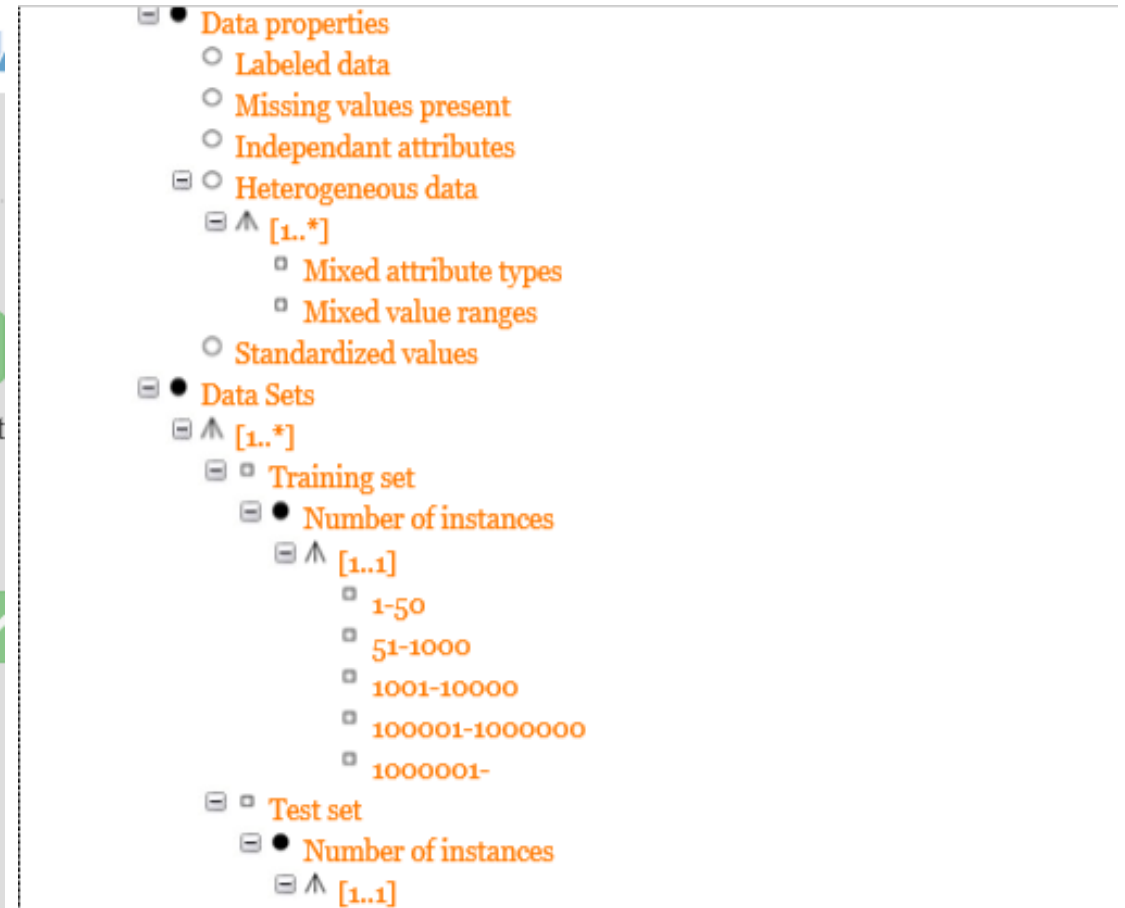 Data properties
Labeled data
Missing values present
Independant attributes
Heterogeneous data
[1..*]
Mixed attribute types
Mixed value ranges
Standardized values
Data Sets
[1..*]
Training set
Number of instances
[1..1]
1-50
51-1000
1001-10000
100001-1000000
1000001-
Test set
Number of instances
[1..1]